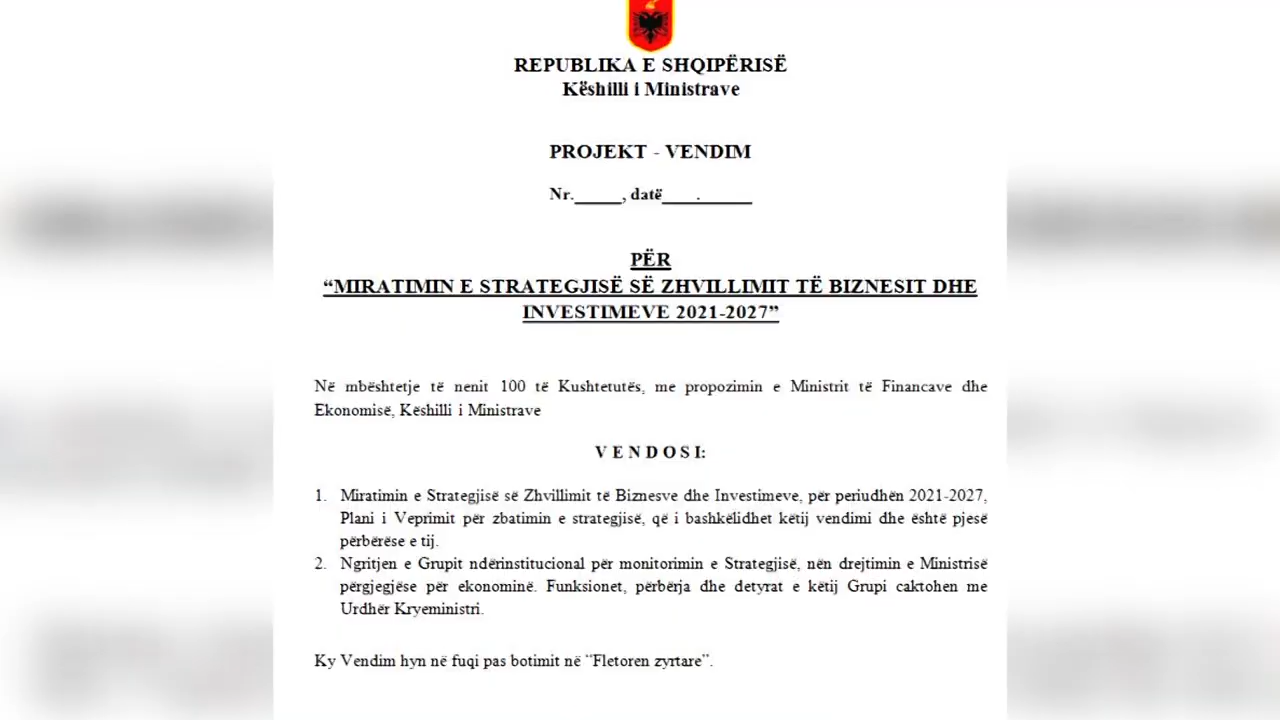 REPUBLIKA E SHQIPËRISË
Këshilli i Ministrave
PROJEKT - VENDIM
Nr._____, datë____.______
PËR
“MIRATIMIN E STRATEGJISË SË ZHVILLIMIT TË BIZNESIT DHE
INVESTIMEVE 2021-2027”
Në mbështetje të nenit 100 të Kushtetutës, me propozimin e Ministrit të Financave dhe
Ekonomisë, Këshilli i Ministrave
V E N D O S I:
1. Miratimin e Strategjisë së Zhvillimit të Biznesve dhe Investimeve, për periudhën 2021-2027,
Plani i Veprimit për zbatimin e strategjisë, që i bashkëlidhet këtij vendimi dhe është pjesë
përbërëse e tij.
2. Ngritjen e Grupit ndërinstitucional për monitorimin e Strategjisë, nën drejtimin e Ministrisë
përgjegjëse për ekonominë. Funksionet, përbërja dhe detyrat e këtij Grupi caktohen me
Urdhër Kryeministri.
Ky Vendim hyn në fuqi pas botimit në “Fletoren zyrtare”.